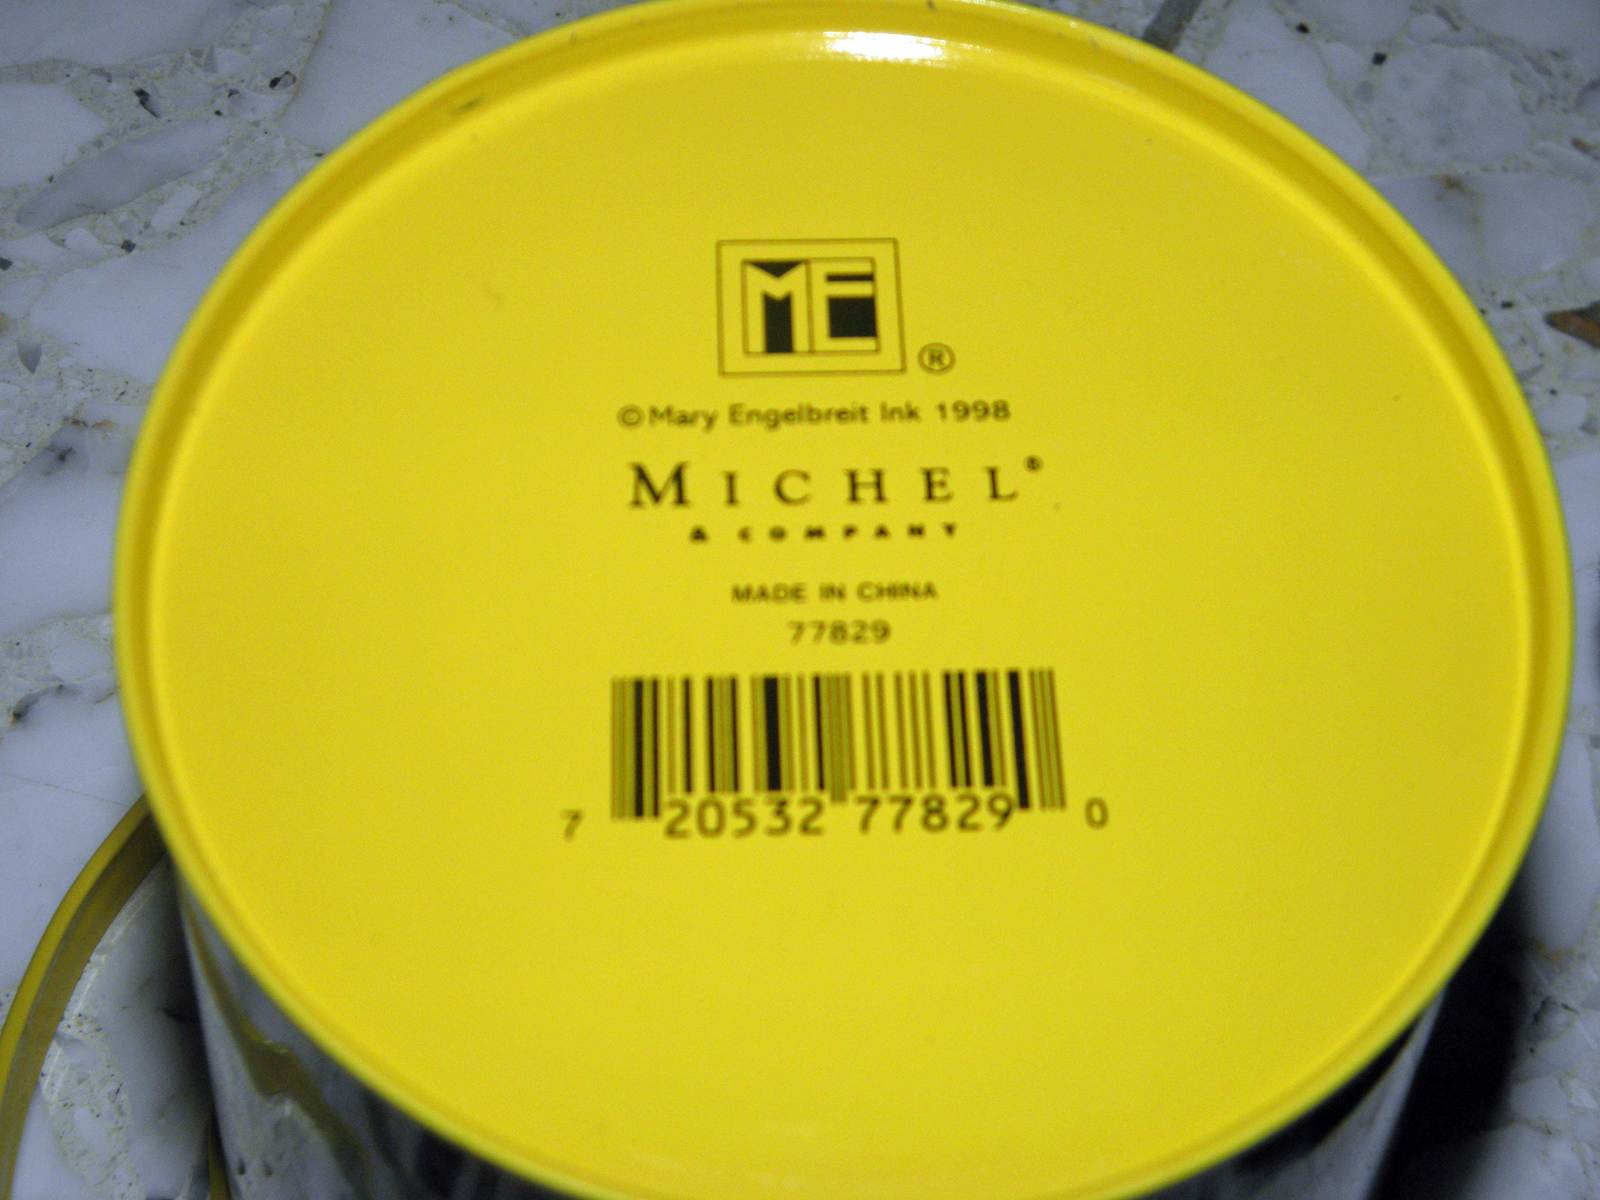 ME ®
© Mary Engelbreit Ink 1998
MICHEL®
& COMPANY
MADE IN CHINA
77829
7 20532 77829 0